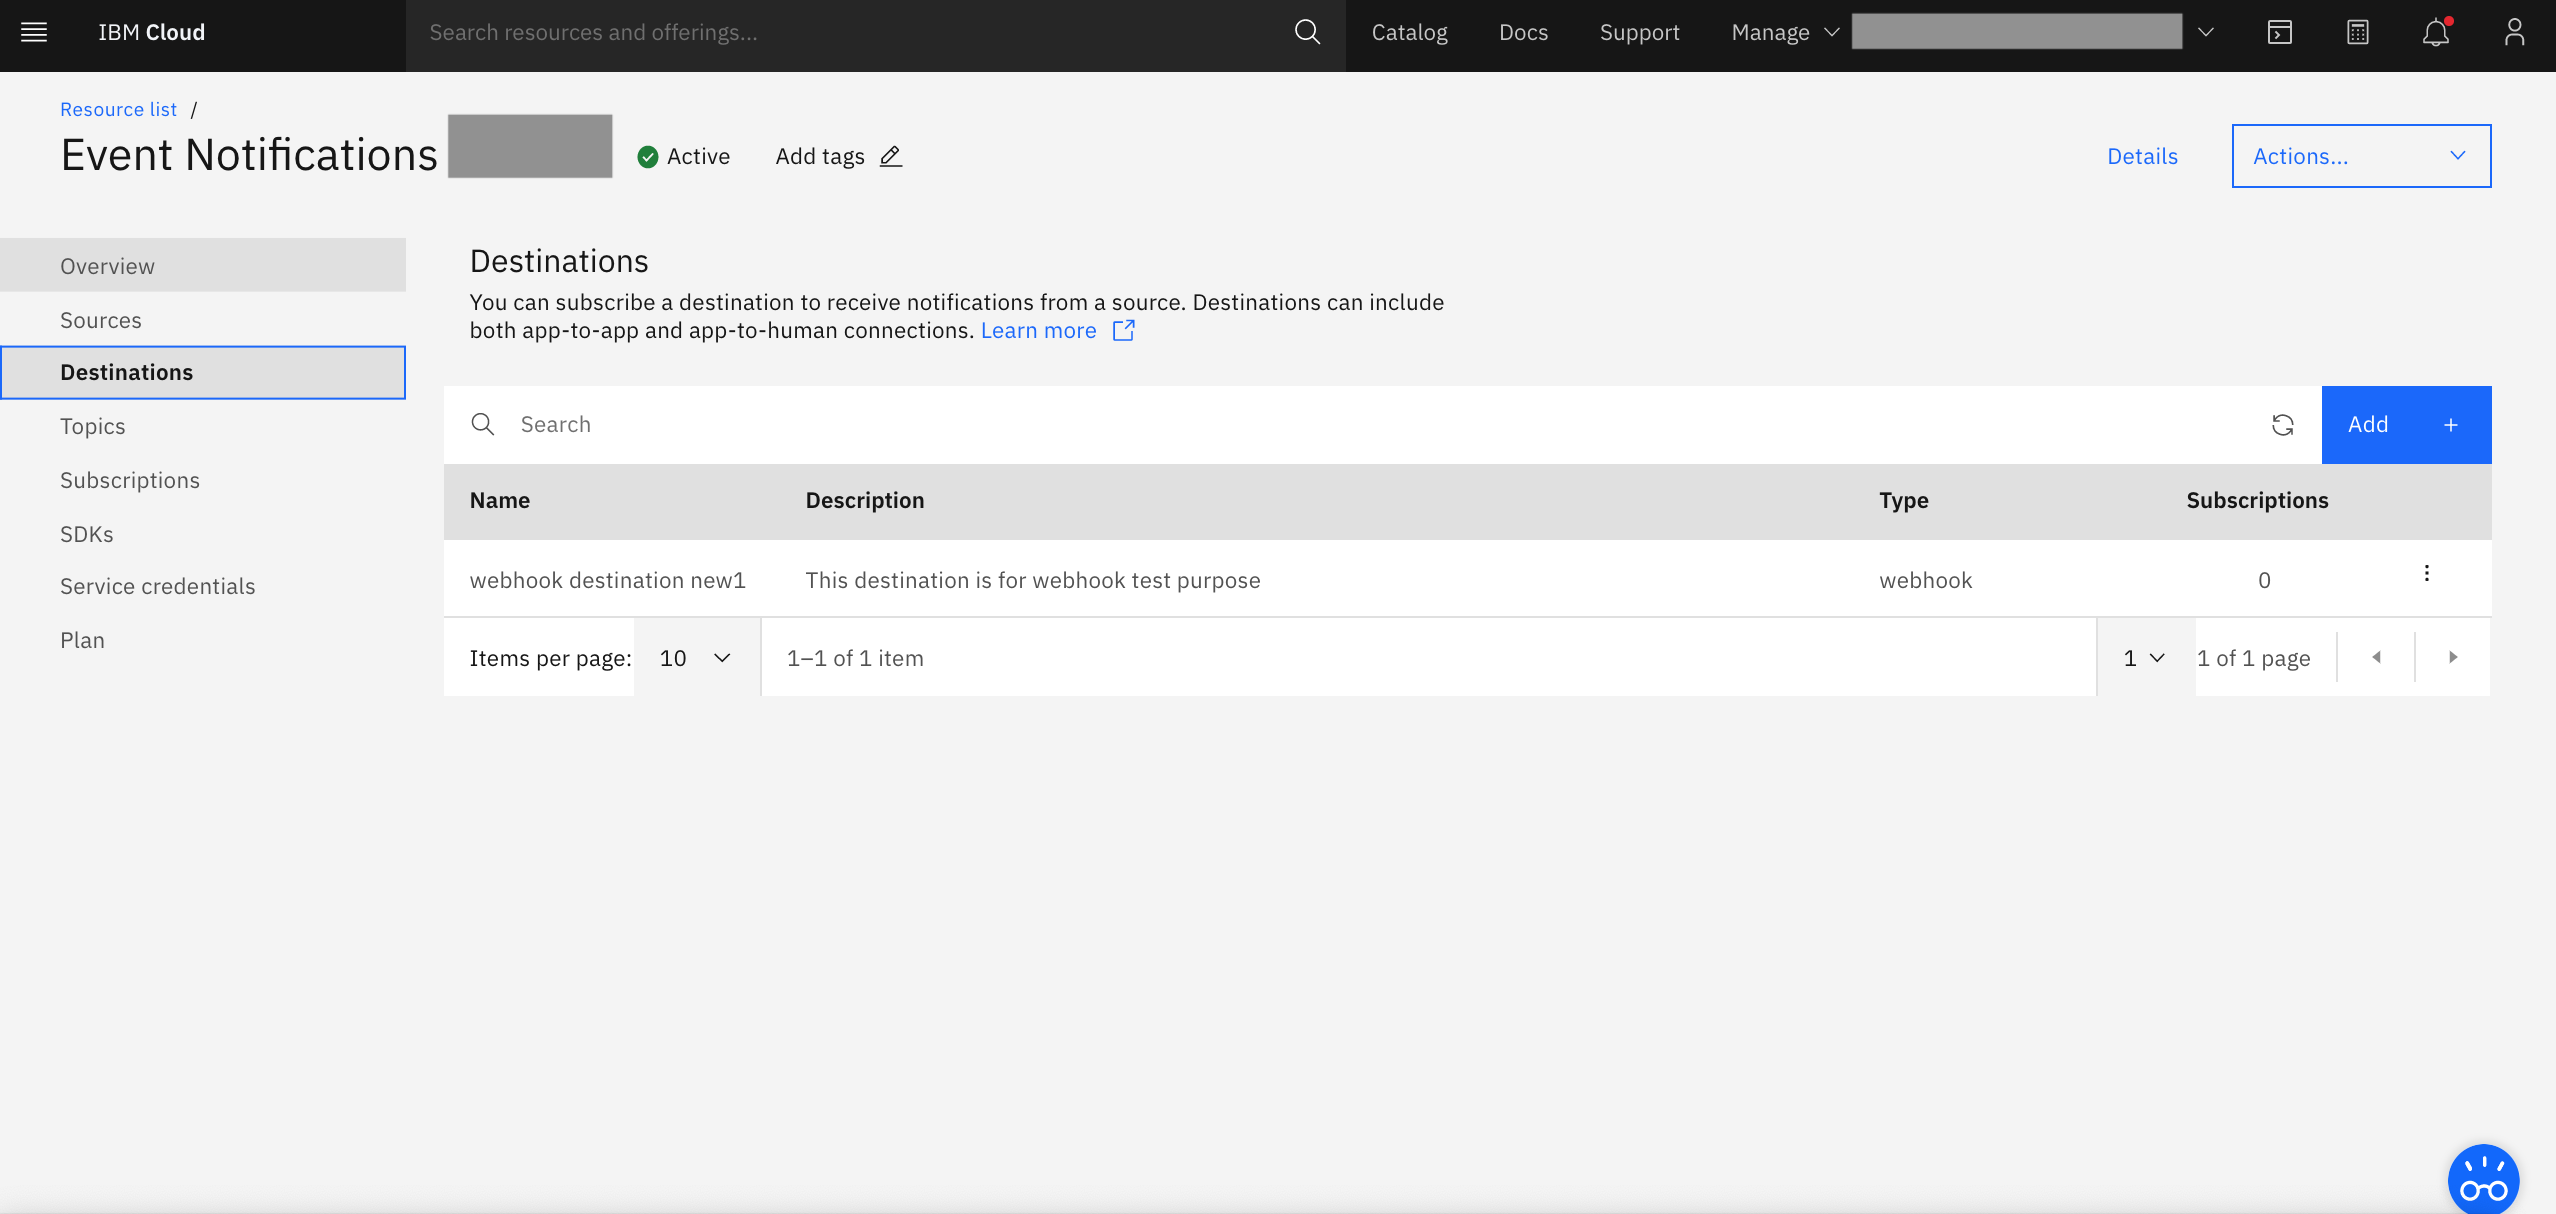 IBM Cloud
Search resources and offerings...
Catalog
Docs
Support
Manage
Resource list /
Event Notifications
Active
Add tags
Details
Actions...
Overview
Sources
Destinations
Topics
Subscriptions
SDKs
Service credentials
Plan
Destinations
You can subscribe a destination to receive notifications from a source. Destinations can include
both app-to-app and app-to-human connections. Learn more
Search
Add +
Name Description Type Subscriptions
webhook destination new1 This destination is for webhook test purpose webhook 0
Items per page: 10 1–1 of 1 item 1 1 of 1 page